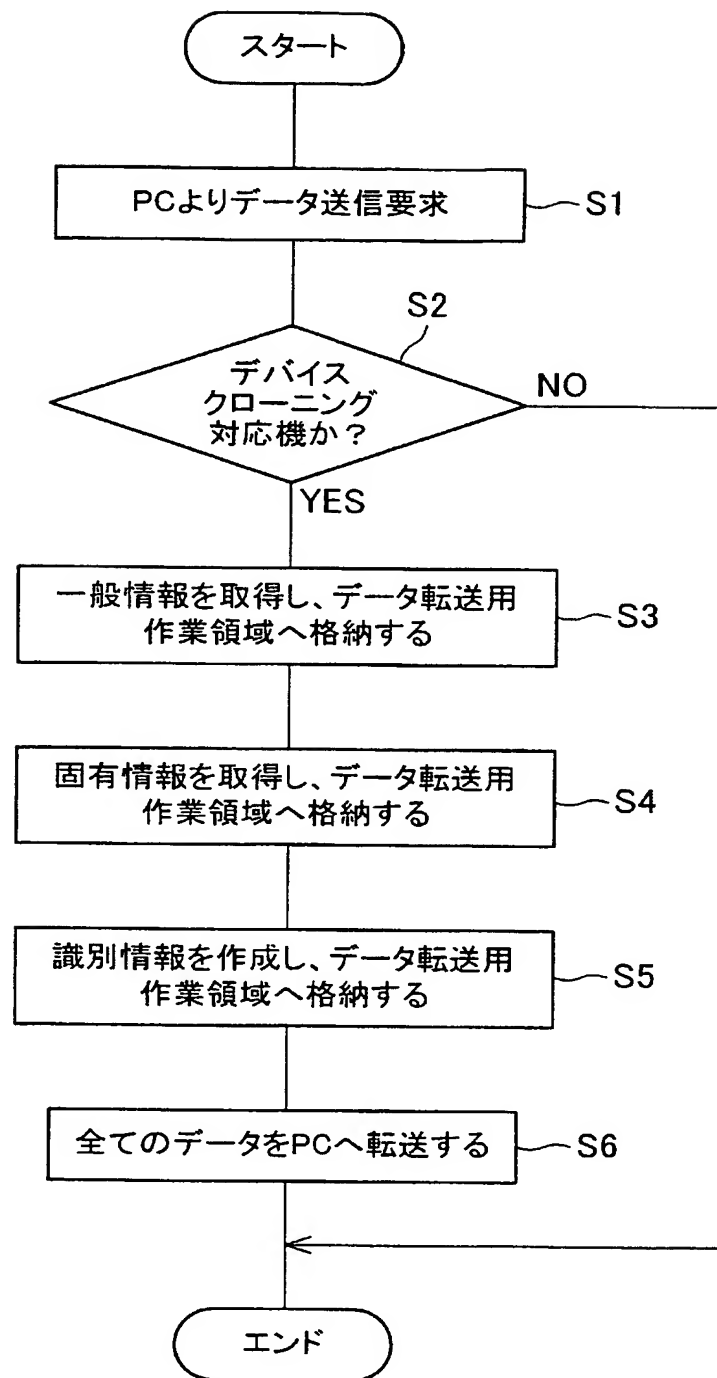 スタート
PCよりデータ送信要求
S1
S2
デバイス
クローニング
対応機か?
NO
YES
一般情報を取得し、データ転送用
作業領域へ格納する
S3
固有情報を取得し、データ転送用
作業領域へ格納する
S4
識別情報を作成し、データ転送用
作業領域へ格納する
S5
全てのデータをPCへ転送する
S6
エンド